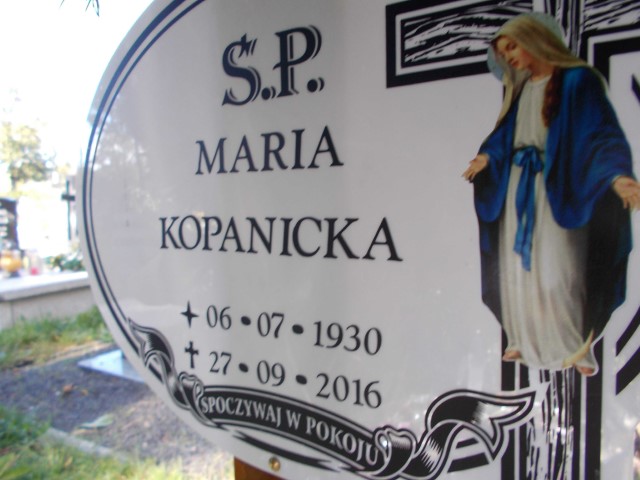 Ś.P.
MARIA
KOPANICKA
06•07•1930
27•09•2016
SPOCZYWAJ W POKOJU